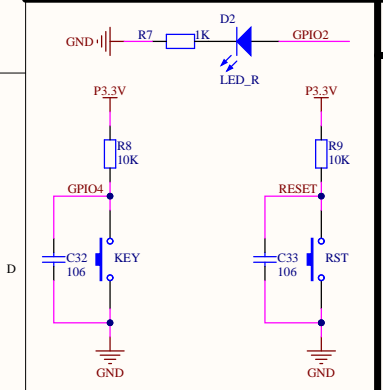 D2
GND R7 1K GPIO2
LED_R
P3.3V P3.3V
R8 R9
10K 10K
GPIO4 RESET
C32 KEY C33 RST
106 106
D
GND GND